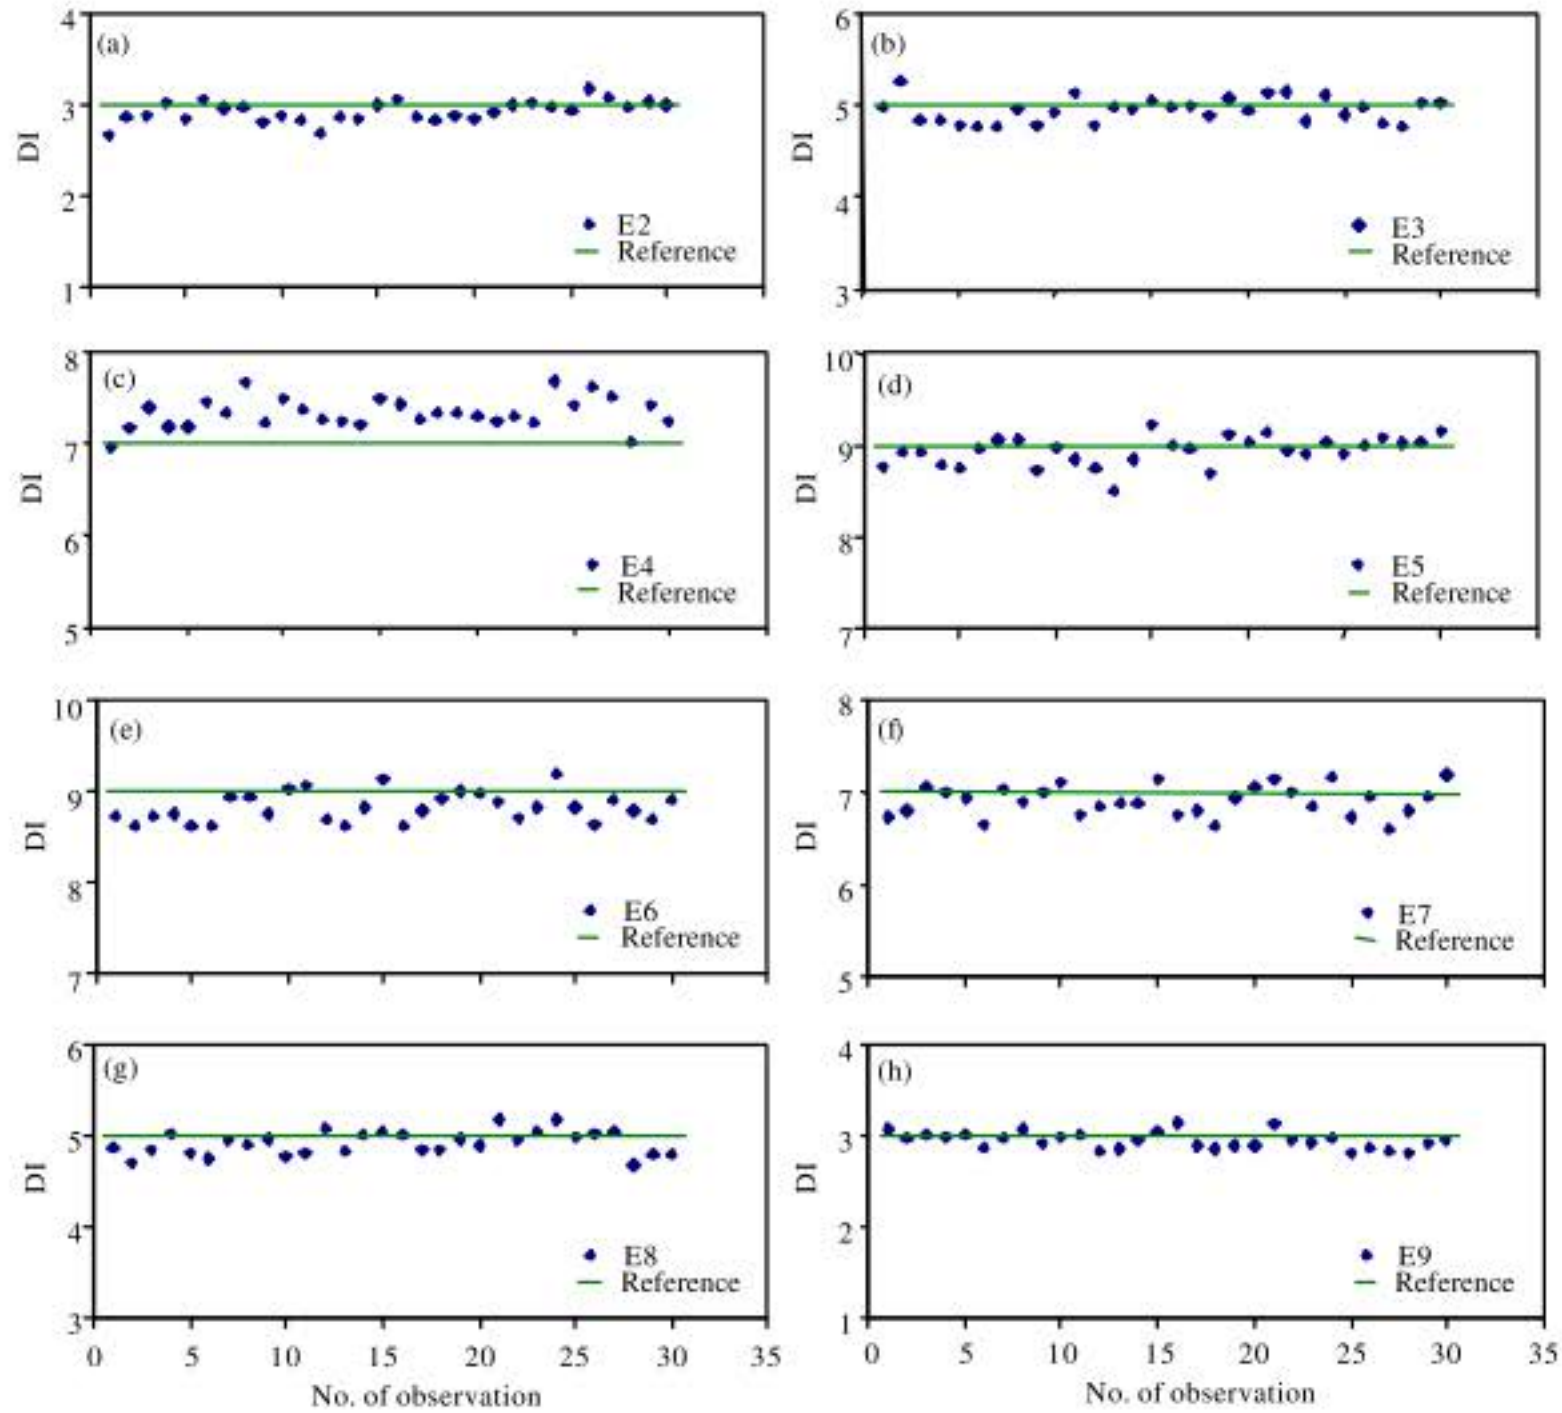 (a)
4
3
2
1
DI
E2
Reference
(b)
6
5
4
3
DI
E3
Reference
(c)
8
7
6
5
DI
E4
Reference
(d)
10
9
8
7
DI
E5
Reference
(e)
10
9
8
7
DI
E6
Reference
(f)
8
7
6
5
DI
E7
Reference
(g)
6
5
4
3
DI
E8
Reference
0 5 10 15 20 25 30 35
No. of observation
(h)
4
3
2
1
DI
E9
Reference
0 5 10 15 20 25 30 35
No. of observation